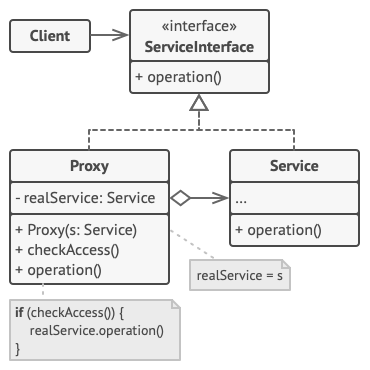 Client
«interface»
ServiceInterface
+ operation()
Proxy
- realService: Service
+ Proxy(s: Service)
+ checkAccess()
+ operation()
Service
...
+ operation()
realService = s
if (checkAccess()) {
realService.operation()
}